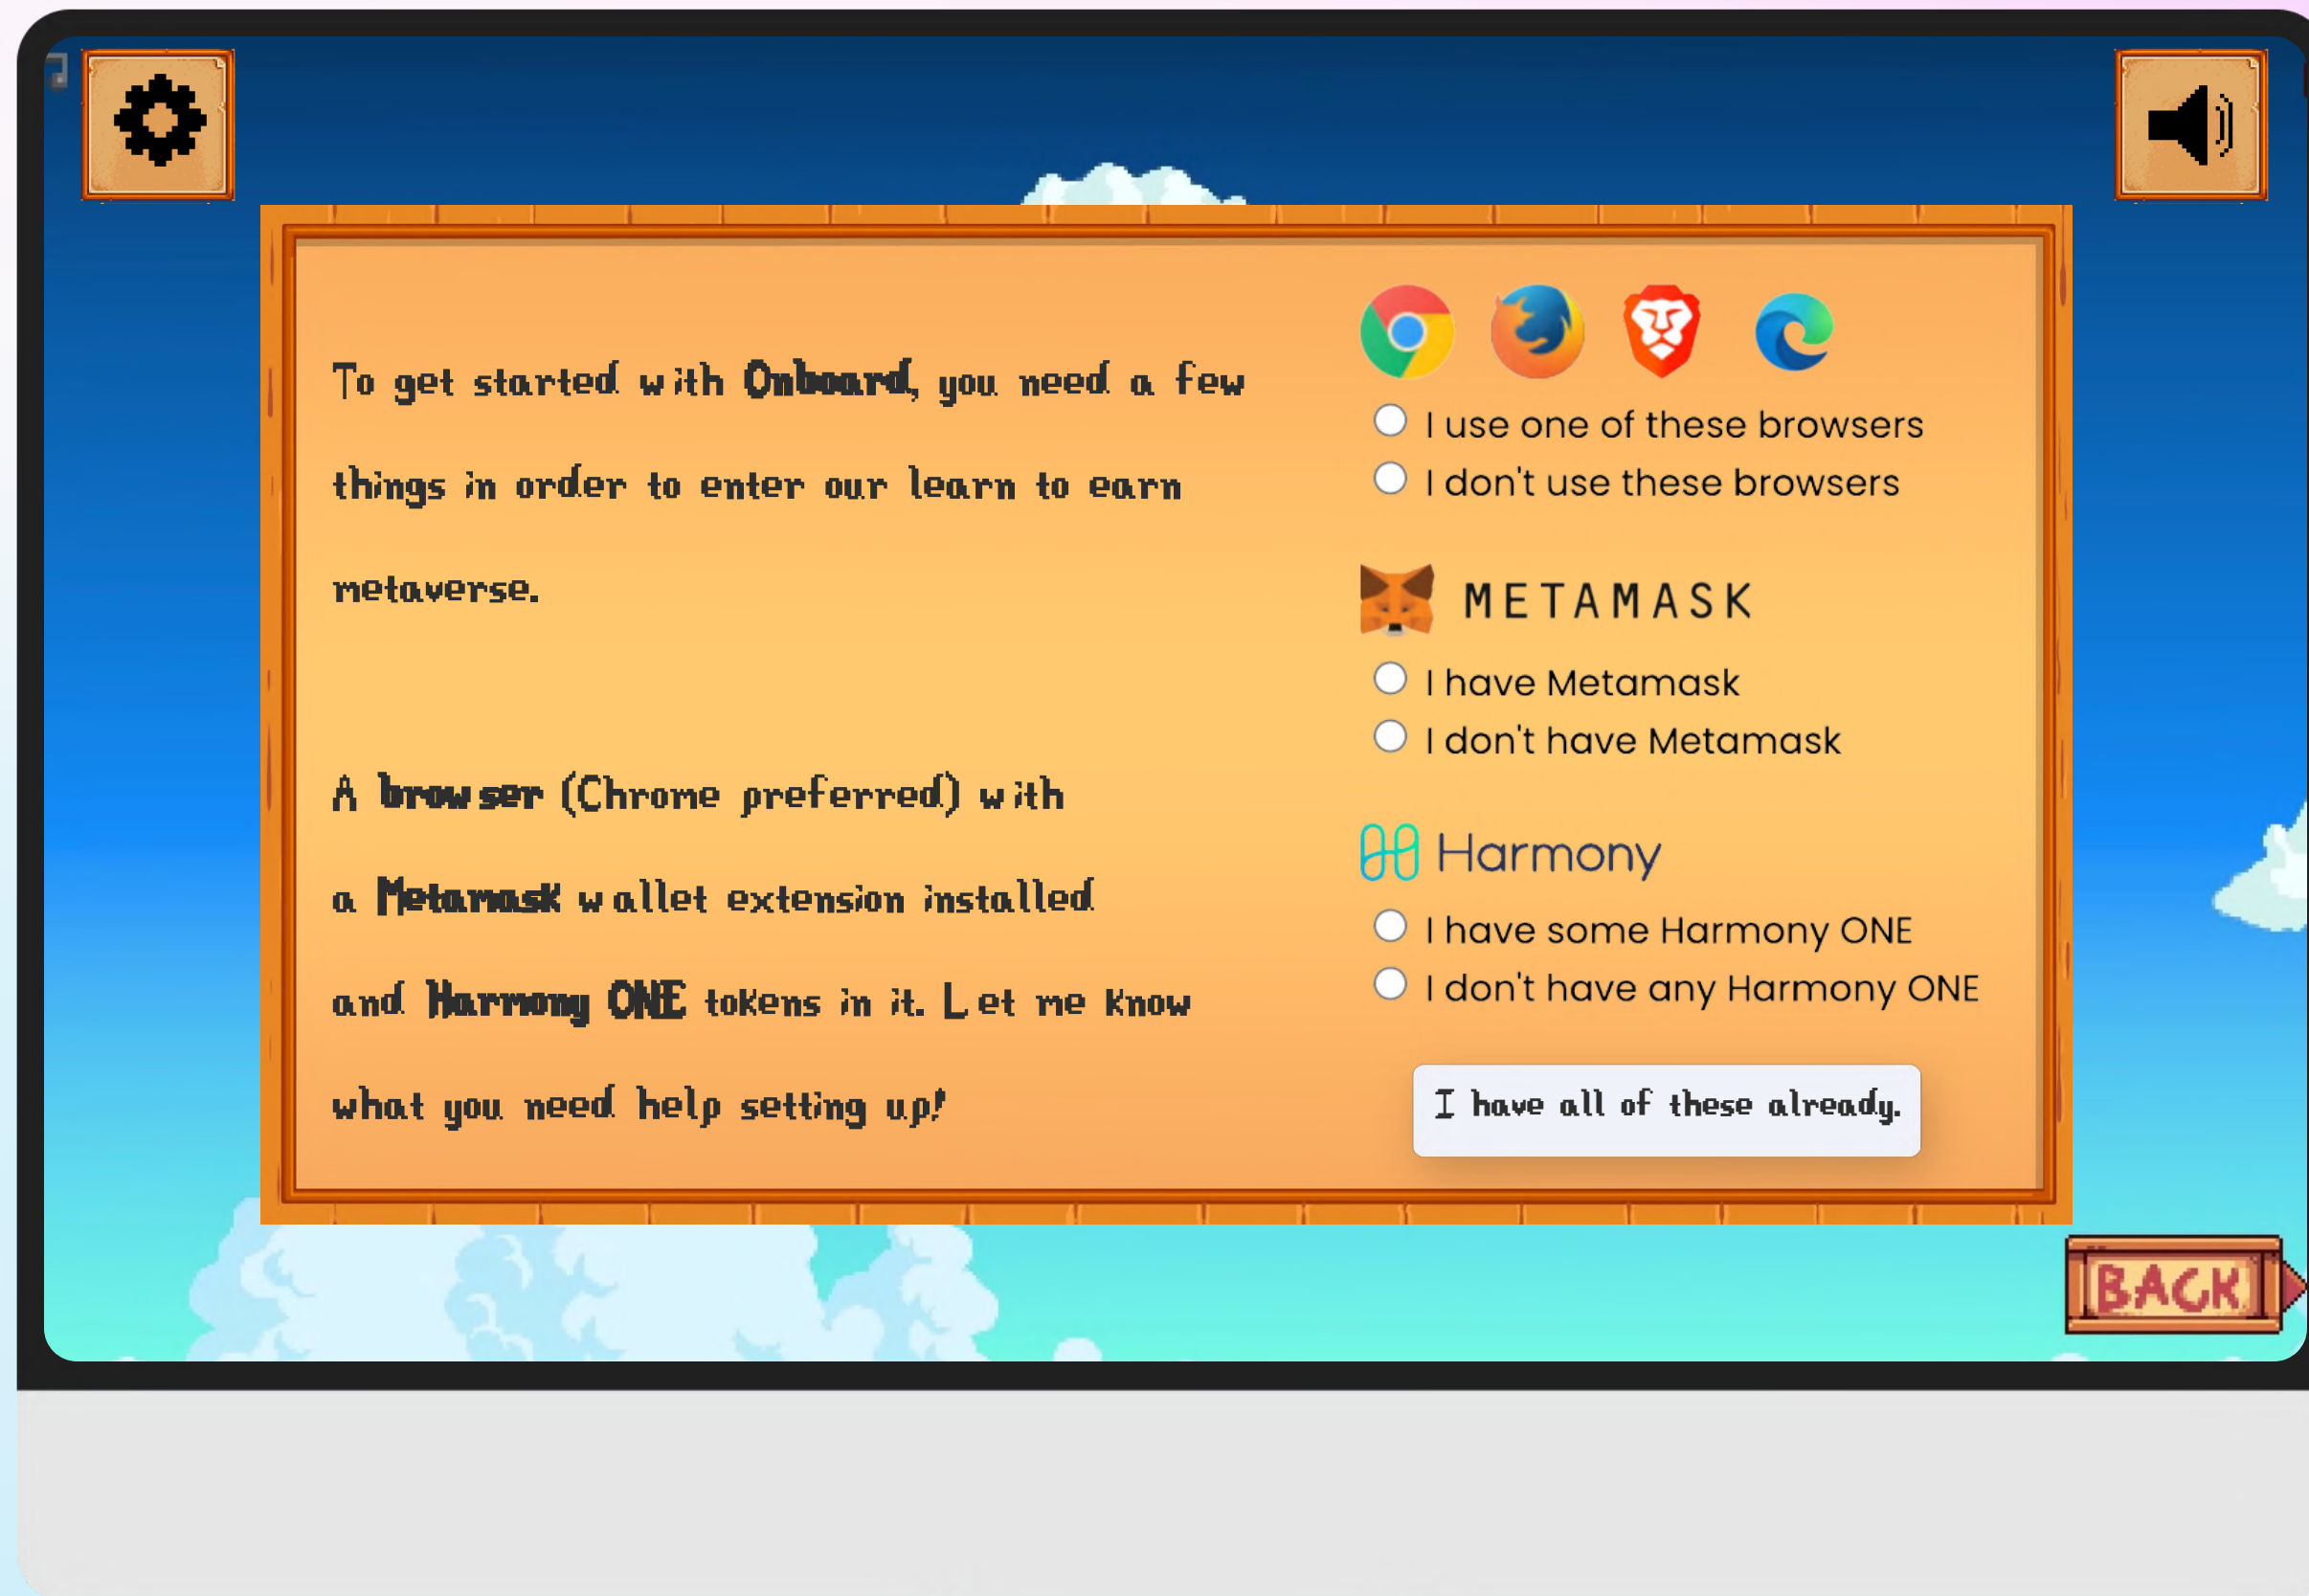 To get started with Onboard, you need a few
things in order to enter our learn to earn
metaverse.
A browser (Chrome preferred) with
a Metamask wallet extension installed
and Harmony ONE tokens in it. Let me know
what you need help setting up!
I use one of these browsers
I don't use these browsers
METAMASK
I have Metamask
I don't have Metamask
Harmony
I have some Harmony ONE
I don't have any Harmony ONE
I have all of these already.
BACK